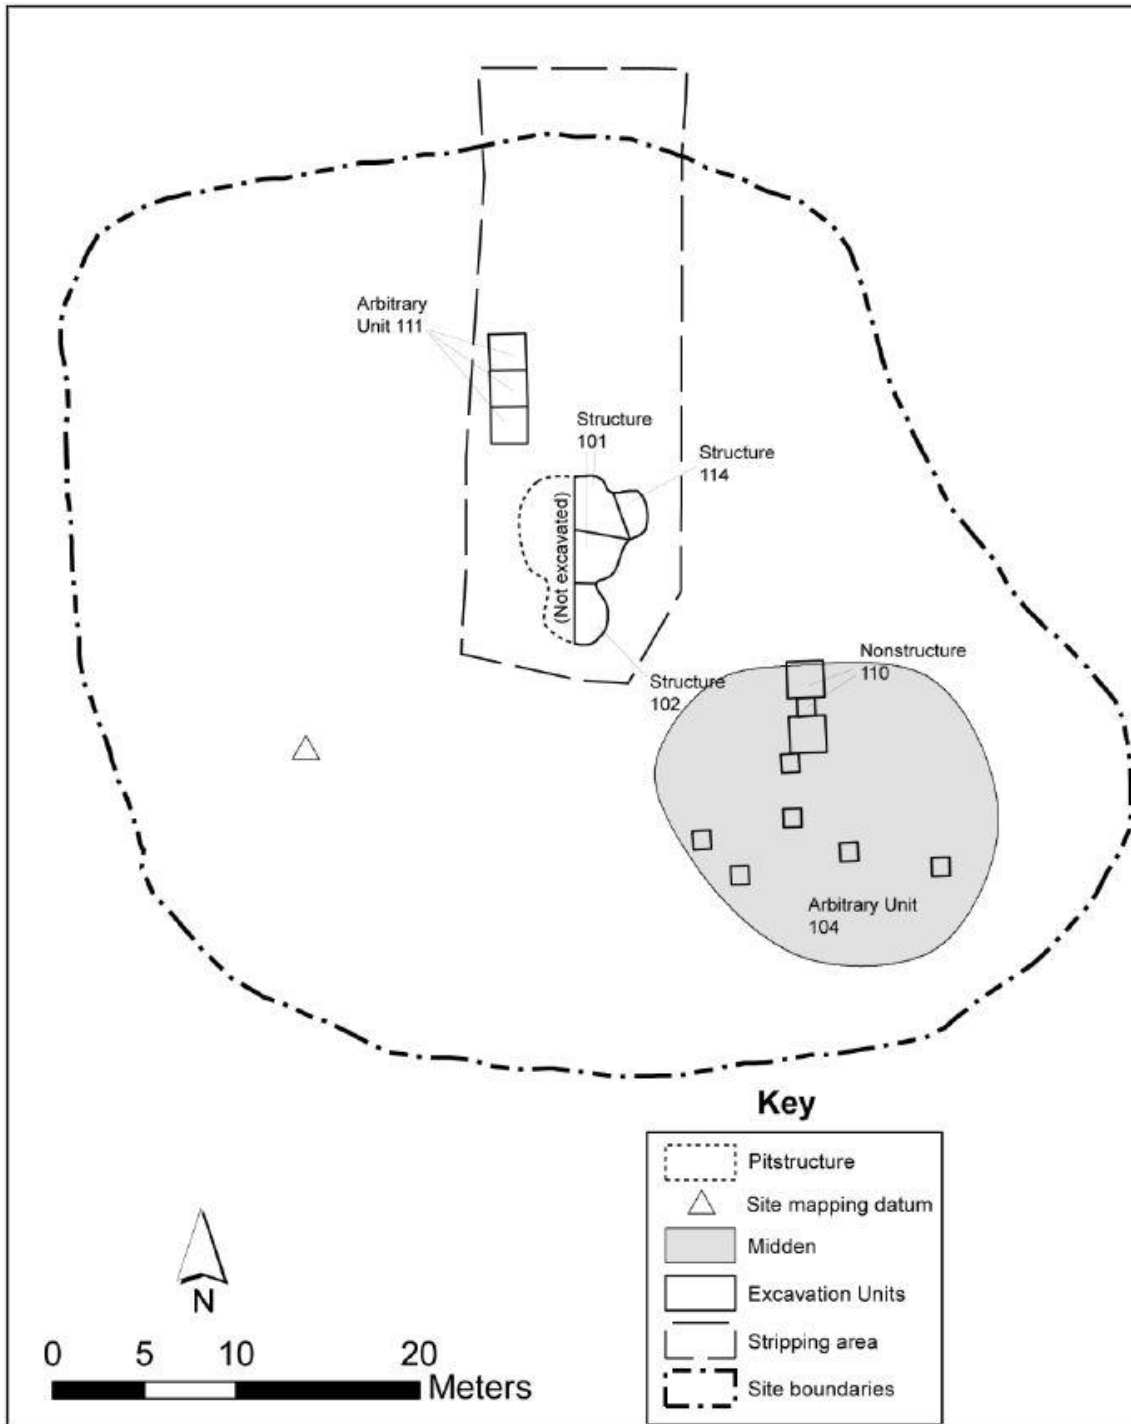 Arbitrary
Unit 111
Structure
101
Structure
114
(Not excavated)
Nonstructure
110
Structure
102
Arbitrary Unit
104
Key
Pitstructure
Site mapping datum
Midden
Excavation Units
Stripping area
Site boundaries
N
0 5 10 20
Meters